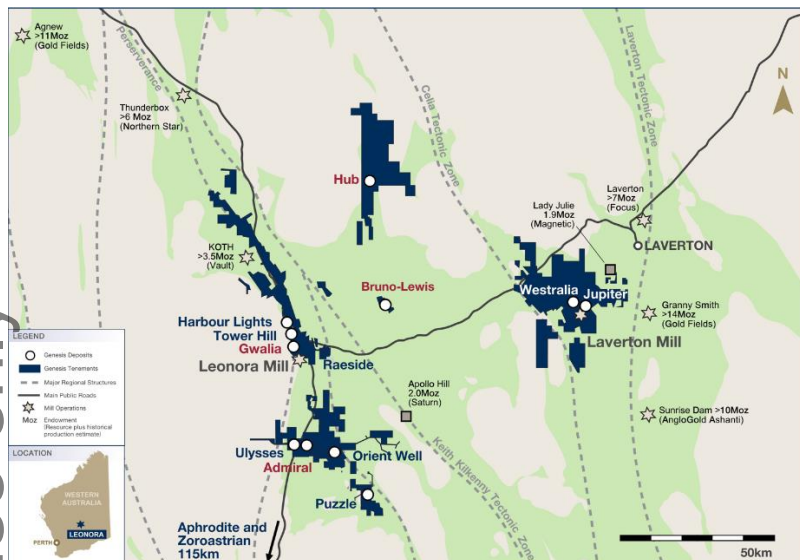 Agnew
>11Moz
(Gold Fields)
Perserverance
Thunderbox
>6 Moz
(Northern Star)
Celia Tectonic Zone
Laverton Tectonic Zone
N
Hub
Laverton
>7Moz
(Focus)
Lady Julie
1.9Moz
(Magnetic)
LAVERTON
KOTH
>3.5Moz
(Vault)
Bruno-Lewis
Westralia
Jupiter
Granny Smith
>14Moz
(Gold Fields)
Harbour Lights
Tower Hill
Gwalia
Leonora Mill
Raeside
Laverton Mill
Apollo Hill
2.0Moz
(Saturn)
Sunrise Dam >10Moz
(AngloGold Ashanti)
Ulysses
Admiral
Orient Well
Keith Kilkenny Tectonic Zone
Puzzle
Aphrodite and
Zoroastrian
115km
50km
LEGEND
Genesis Deposits
Genesis Tenements
Major Regional Structures
Main Public Roads
Mill Operations
Moz Endowment
(Resource plus historical
production estimate)
LOCATION
WESTERN
AUSTRALIA
LEONORA
PERTH